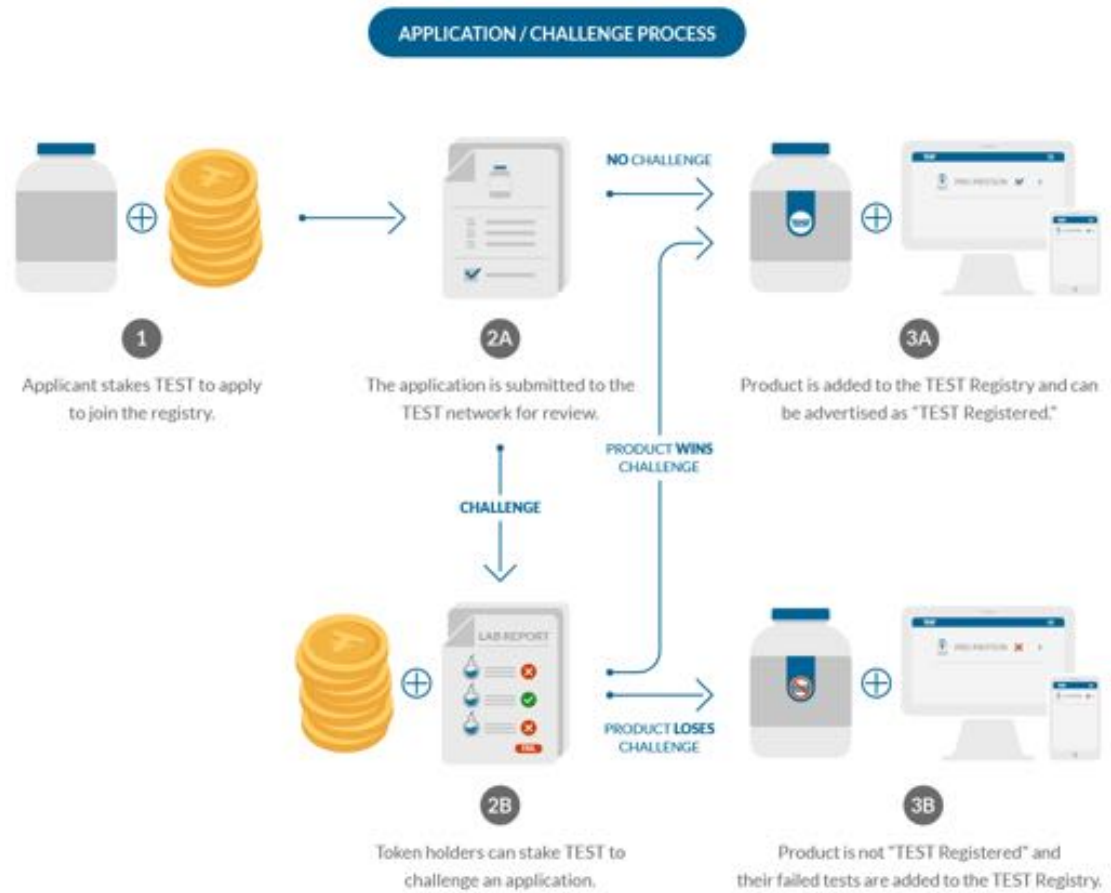 APPLICATION / CHALLENGE PROCESS
NO CHALLENGE
1
Applicant stakes TEST to apply
to join the registry.
2A
The application is submitted to the
TEST network for review.
3A
Product is added to the TEST Registry and can
be advertised as "TEST Registered."
PRODUCT WINS
CHALLENGE
CHALLENGE
LAB REPORT
FAIL
PRODUCT LOSES
CHALLENGE
2B
Token holders can stake TEST to
challenge an application.
3B
Product is not "TEST Registered" and
their failed tests are added to the TEST Registry.